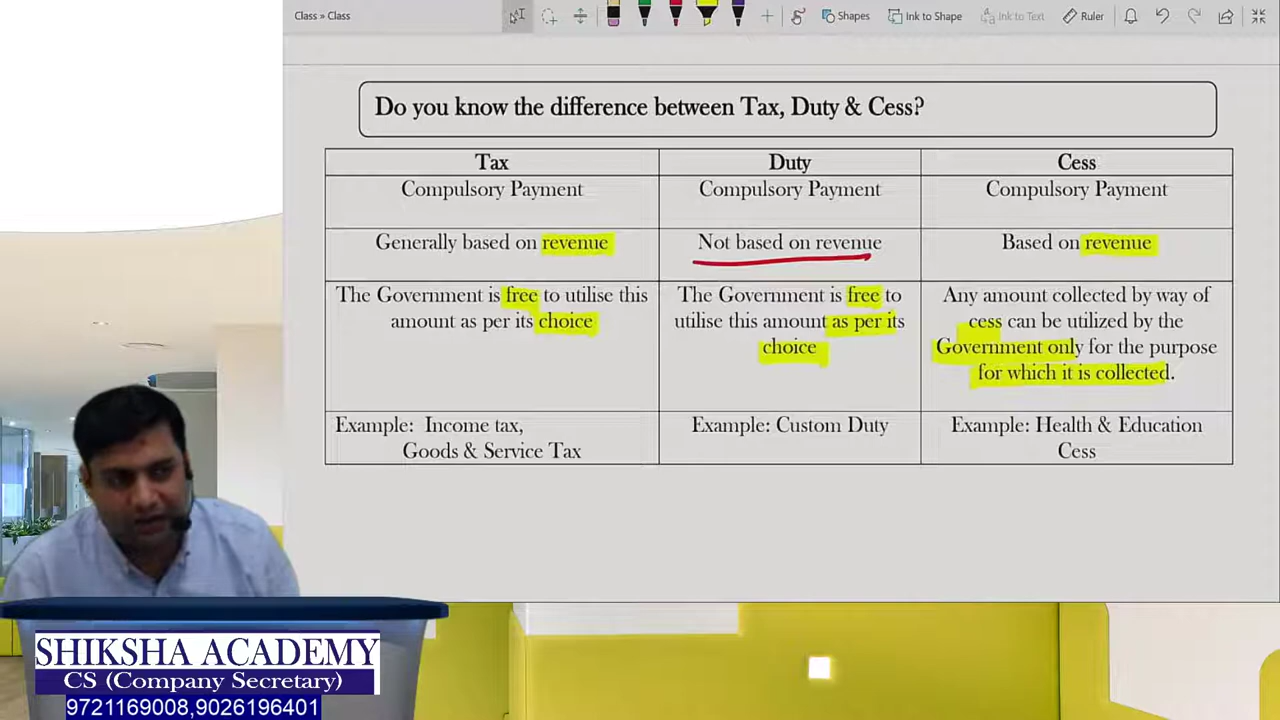 Class » Class
Shapes
Ink to Shape
Ink to Text
Ruler
Do you know the difference between Tax, Duty & Cess?
Tax
Duty
Cess
Compulsory Payment
Compulsory Payment
Compulsory Payment
Generally based on revenue
Not based on revenue
Based on revenue
The Government is free to utilise this
amount as per its choice
The Government is free to
utilise this amount as per its
choice
Any amount collected by way of
cess can be utilized by the
Government only for the purpose
for which it is collected.
Example: Income tax,
Goods & Service Tax
Example: Custom Duty
Example: Health & Education
Cess
SHIKSHA ACADEMY
CS (Company Secretary)
9721169008,9026196401